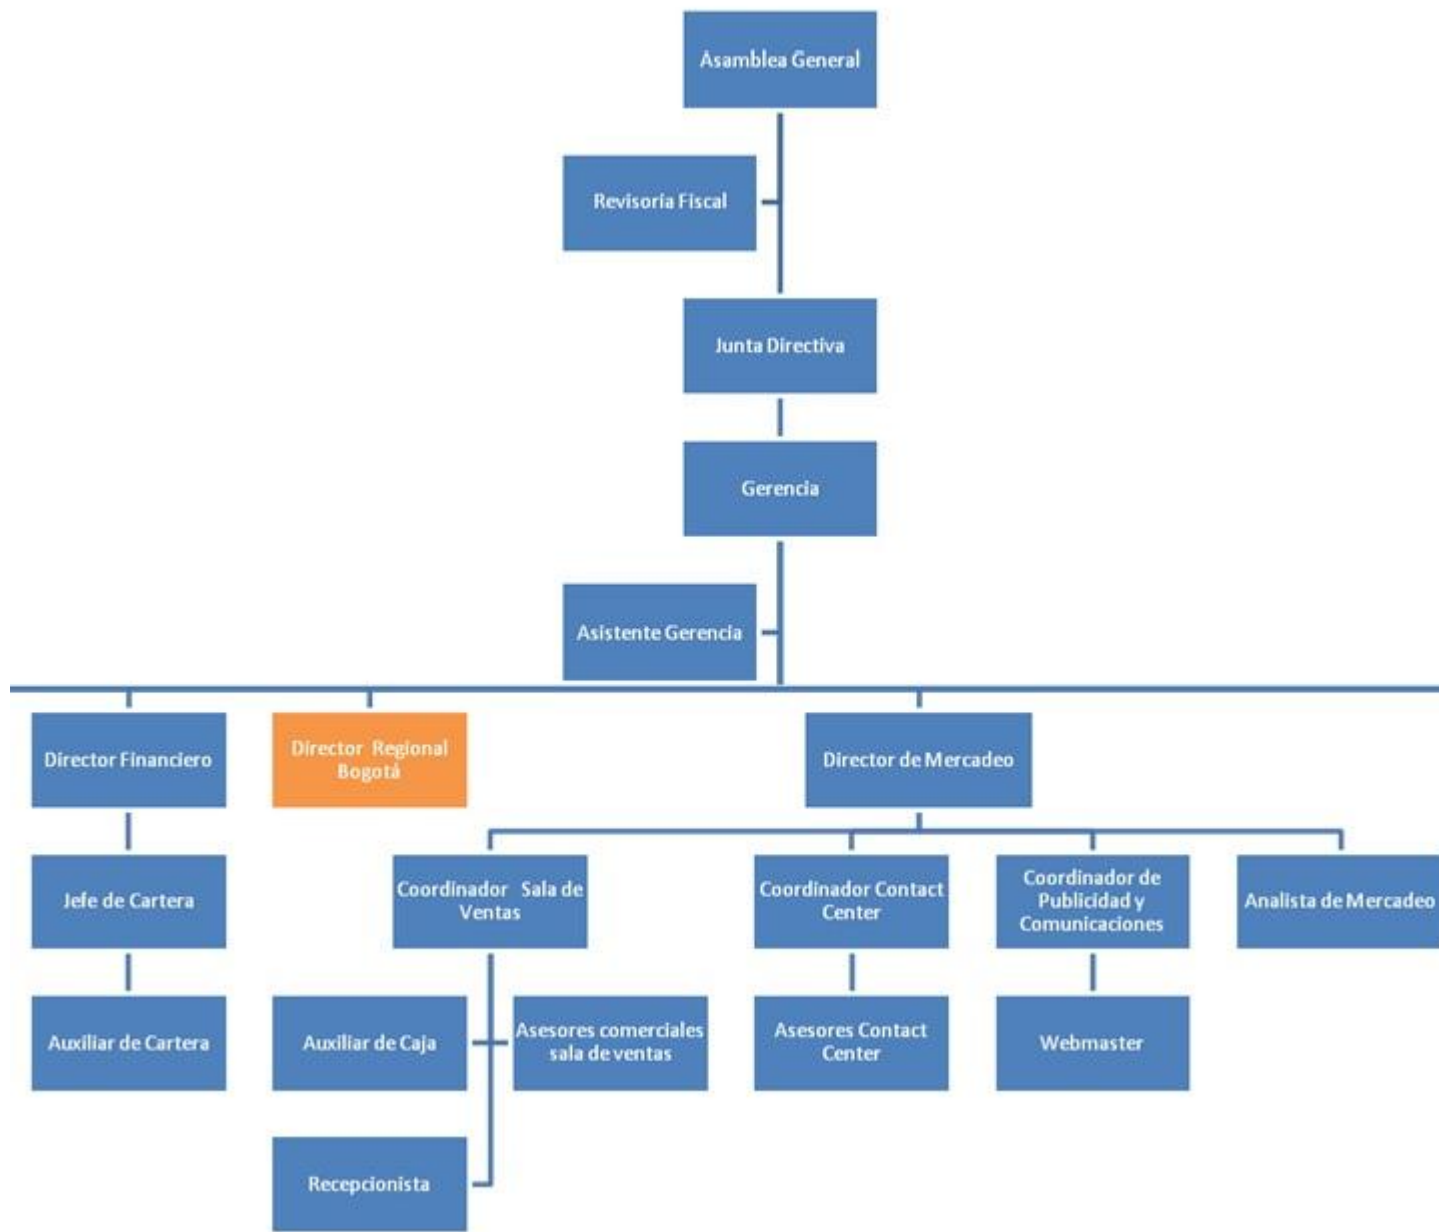 Asamblea General
Revisoria Fiscal
Junta Directiva
Gerencia
Asistente Gerencia
Director Financiero
Director Regional
Bogotá
Director de Mercadeo
Jefe de Cartera
Coordinador Sala de
Ventas
Coordinador Contact
Center
Coordinador de
Publicidad y
Comunicaciones
Analista de Mercadeo
Auxiliar de Cartera
Auxiliar de Caja
Asesores comerciales
sala de ventas
Asesores Contact
Center
Webmaster
Recepcionista